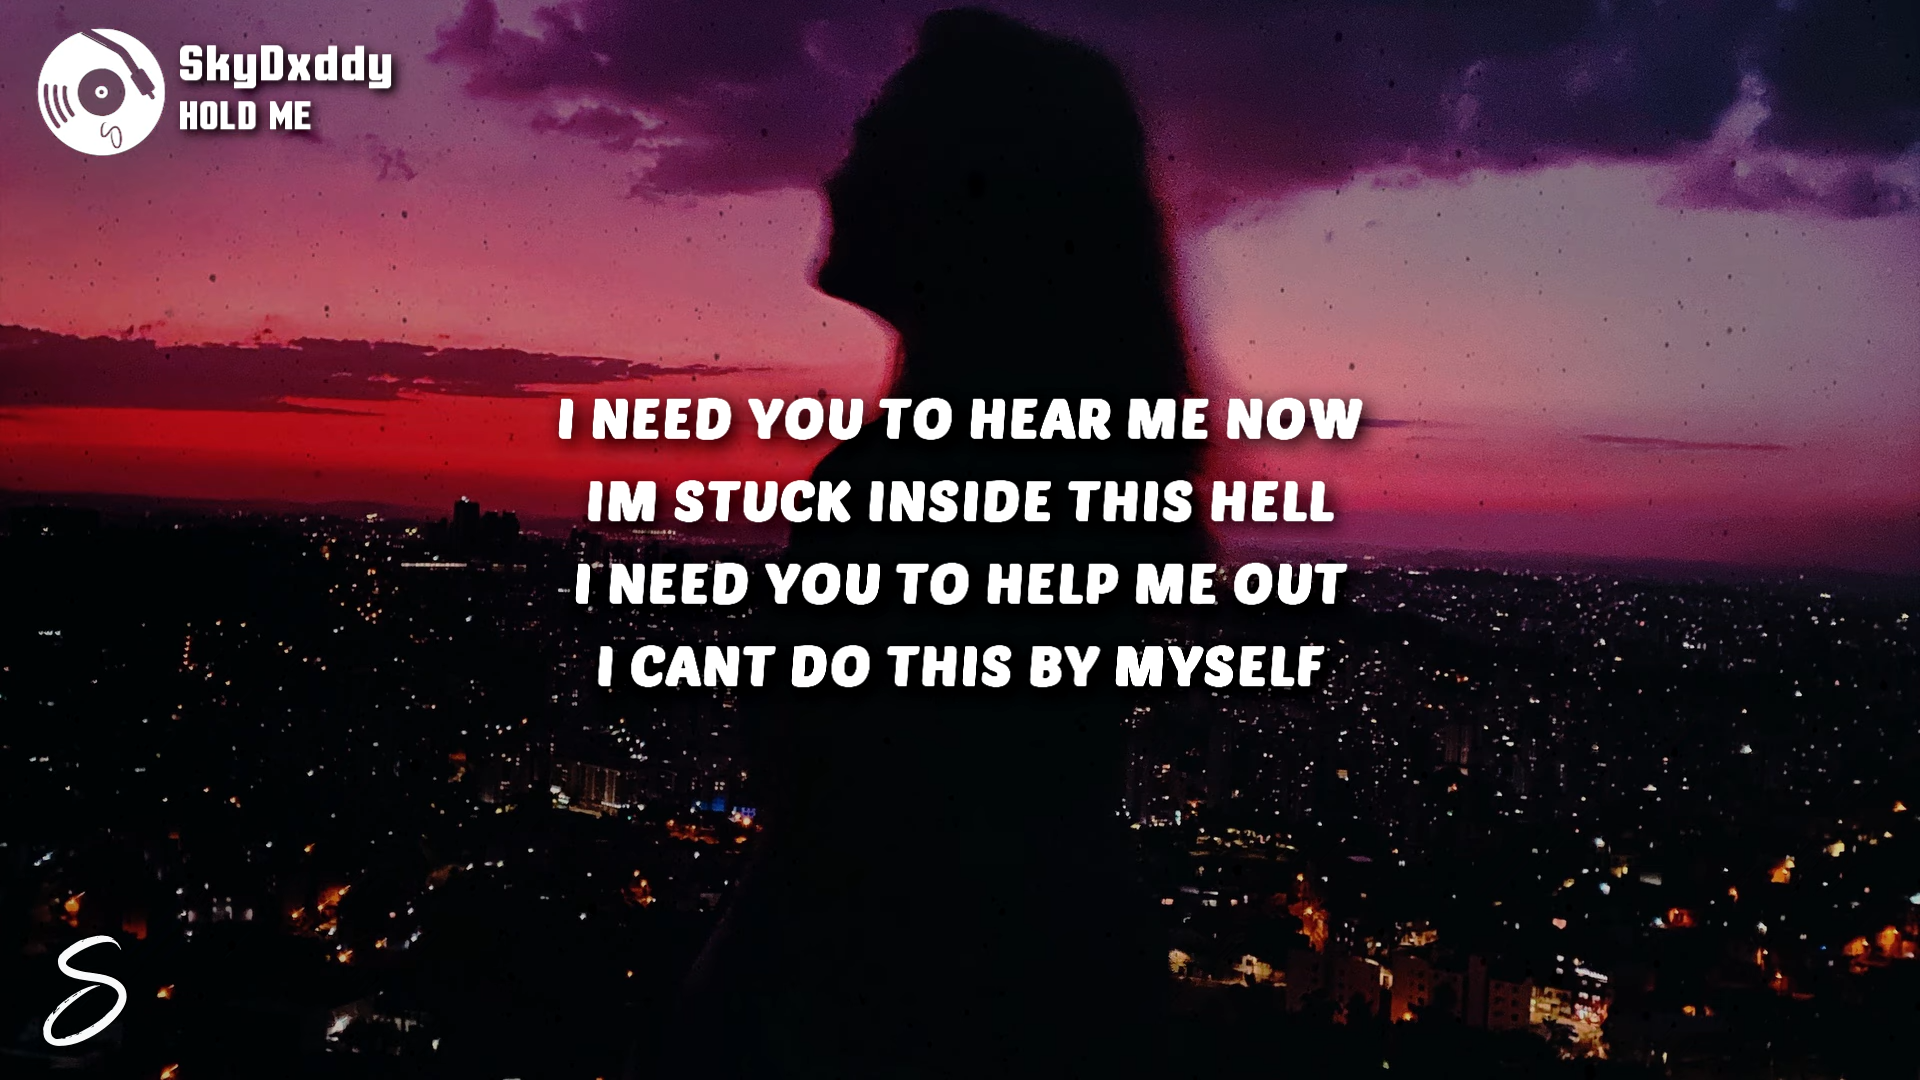 SkyDxddy
HOLD ME
I NEED YOU TO HEAR ME NOW
IM STUCK INSIDE THIS HELL
I NEED YOU TO HELP ME OUT
I CANT DO THIS BY MYSELF
S